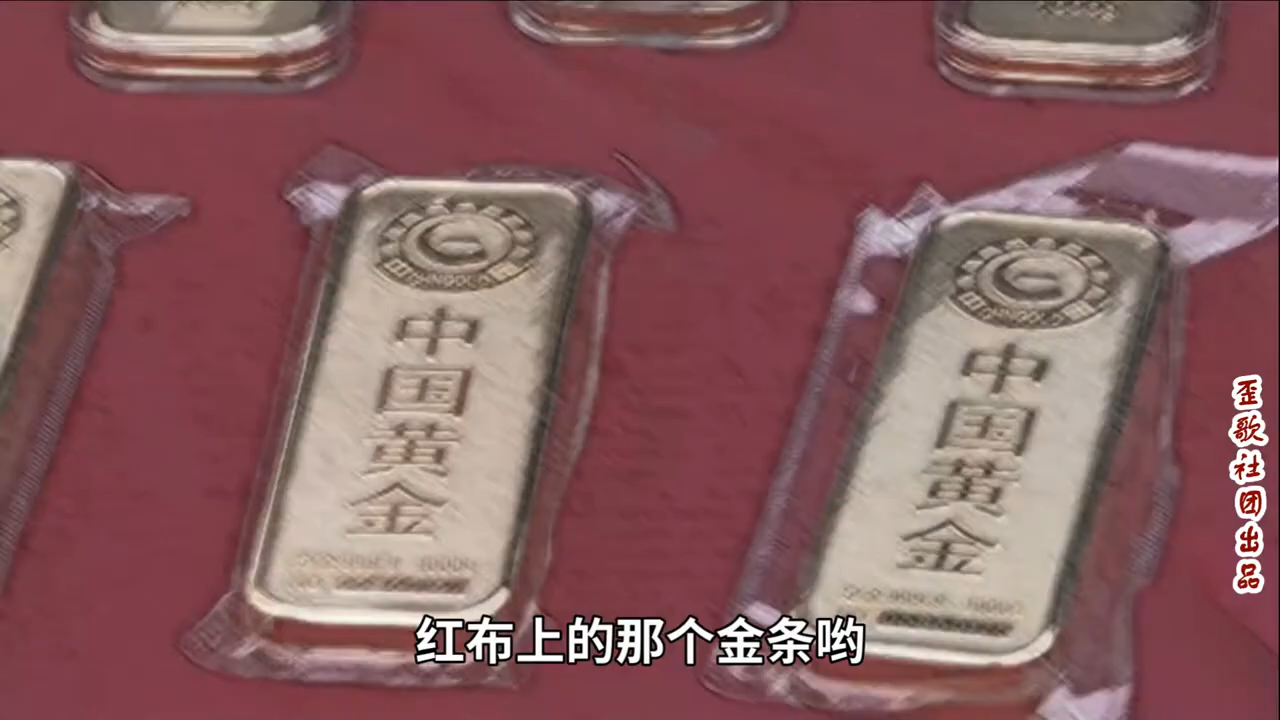 中国黄金
中国黄金
红布上的那个金条哟
歪歌社团出品